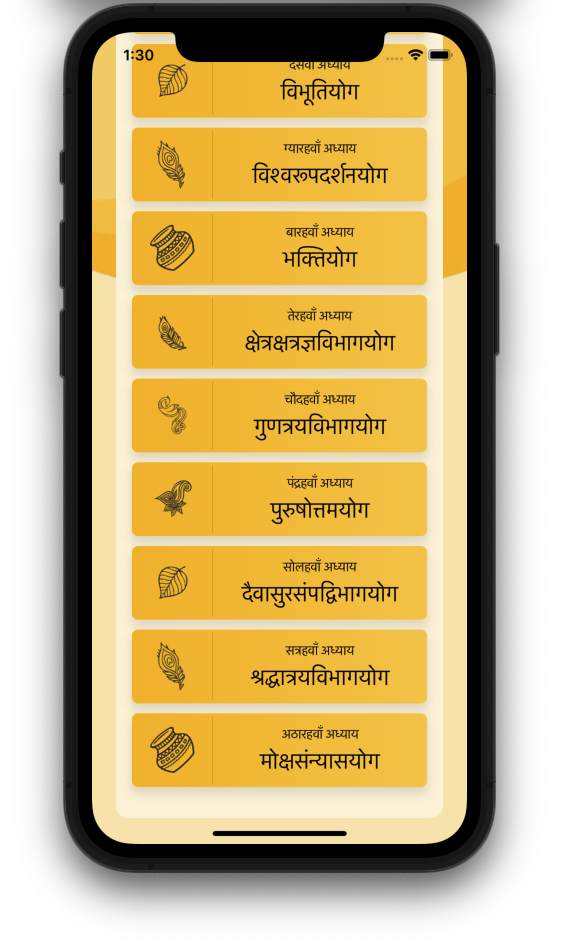 1:30
दसवाँ अध्याय
विभूतियोग
ग्यारहवाँ अध्याय
विश्वरूपदर्शनयोग
बारहवाँ अध्याय
भक्तियोग
तेरहवाँ अध्याय
क्षेत्रक्षत्रज्ञविभागयोग
चौदहवाँ अध्याय
गुणत्रयविभागयोग
पंद्रहवाँ अध्याय
पुरुषोत्तमयोग
सोलहवाँ अध्याय
दैवासुरसंपद्विभागयोग
सत्रहवाँ अध्याय
श्रद्धात्रयविभागयोग
अठारहवाँ अध्याय
मोक्षसंन्यासयोग